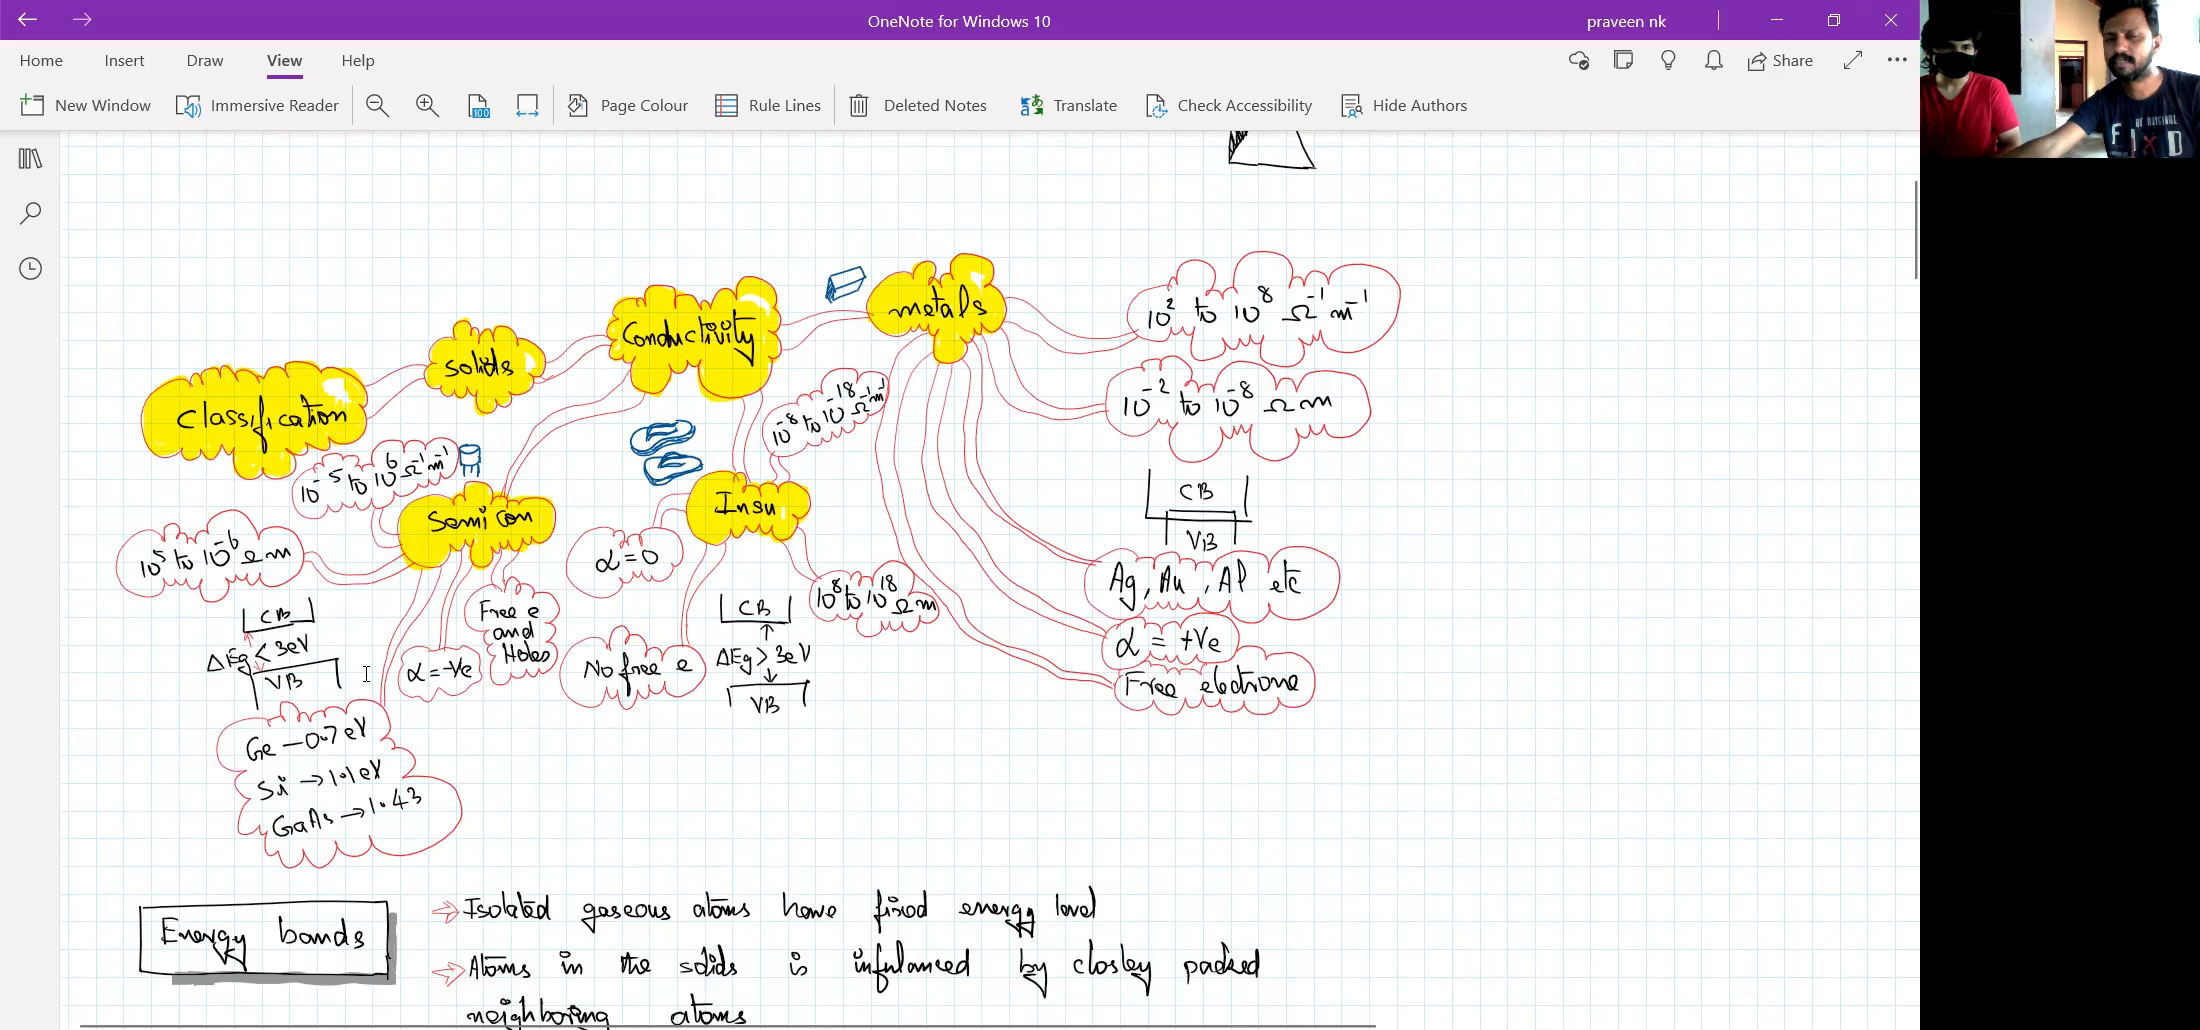 OneNote for Windows 10
praveen nk
Home Insert Draw View Help
Share
New Window Immersive Reader 100 Page Colour Rule Lines Deleted Notes Translate Check Accessibility Hide Authors
BE ORIGINAL
F I X D
Classification
solids
Conductivity
metals
10² to 10⁸ Ω⁻¹ m⁻¹
10⁻² to 10⁻⁸ Ω m
CB
VB
Ag, Au, Al etc
α = +Ve
Free electrone
10⁻⁸ to 10⁻¹⁸ Ω⁻¹ m⁻¹
Insu
α = 0
10⁸ to 10¹⁸ Ω m
No free e
CB
ΔEg > 3eV
VB
10⁻⁵ to 10⁶ Ω⁻¹ m⁻¹
Semi con
10⁵ to 10⁻⁶ Ω m
Free e
and
Holes
α = -Ve
CB
ΔEg < 3eV
VB
Ge – 0.7 eV
Si → 1.1 eV
GaAs → 1.43
Energy bands
→ Isolated gaseous atoms have fixed energy level
→ Atoms in the solids is infulanced by closley packed
neighboring atoms